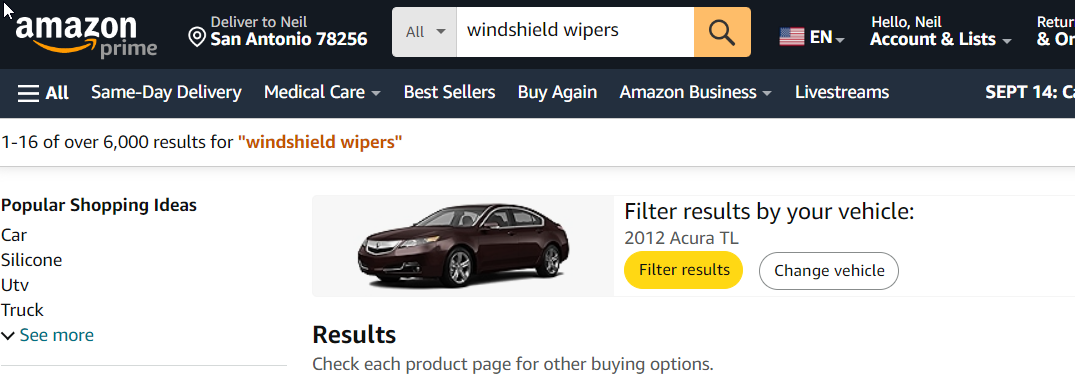 amazon
prime
Deliver to Neil
San Antonio 78256
All
windshield wipers
EN
Hello, Neil
Account & Lists
Retur
& Or
All
Same-Day Delivery
Medical Care
Best Sellers
Buy Again
Amazon Business
Livestreams
SEPT 14: Ca
1-16 of over 6,000 results for "windshield wipers"
Popular Shopping Ideas
Car
Silicone
Utv
Truck
See more
Filter results by your vehicle:
2012 Acura TL
Filter results
Change vehicle
Results
Check each product page for other buying options.